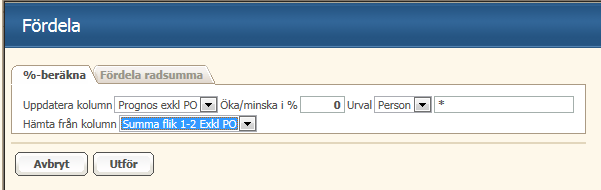 Fördela
%-beräkna Fördela radsumma
Uppdatera kolumn Prognos exkl PO Öka/minska i % 0 Urval Person *
Hämta från kolumn Summa flik 1-2 Exkl PO
Avbryt Utför